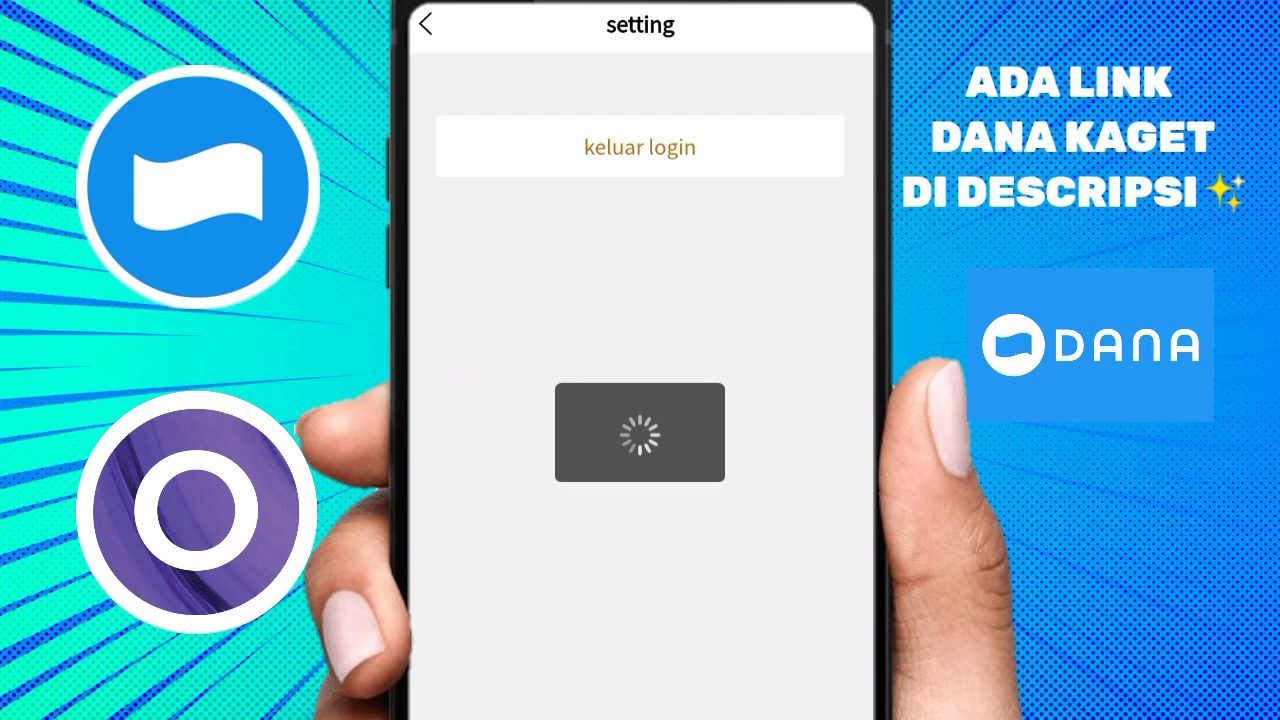 setting
keluar login
ADA LINK
DANA KAGET
DI DESCRIPSI ✨
DANA